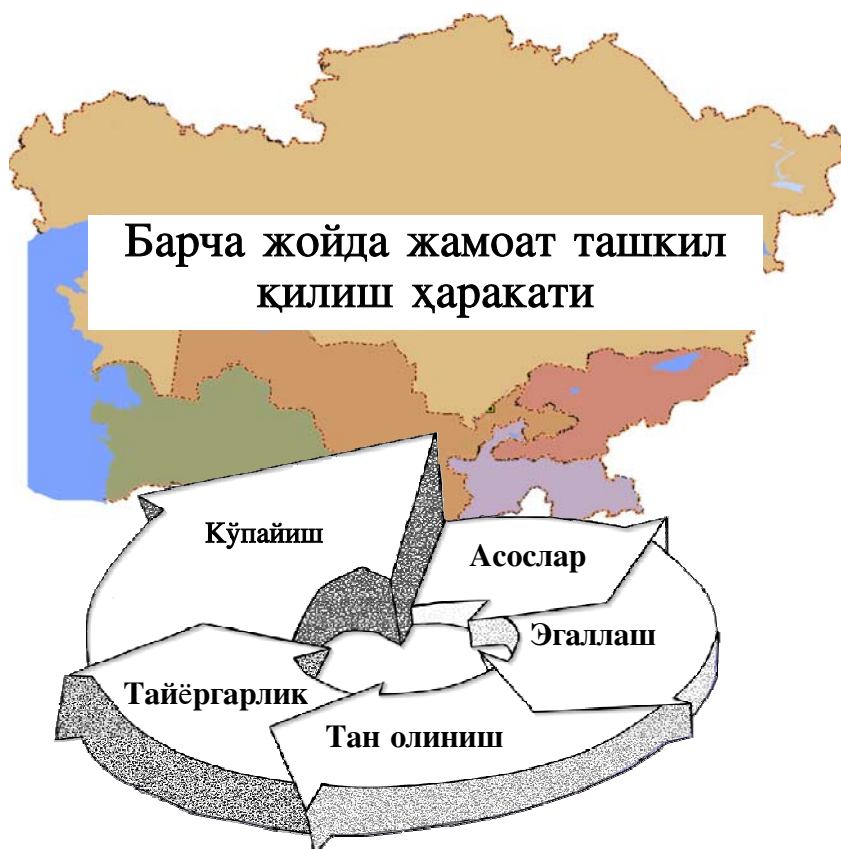 Барча жойда жамоат ташкил
қилиш ҳаракати
Кўпайиш
Асослар
Эгаллаш
Тайёргарлик
Тан олиниш